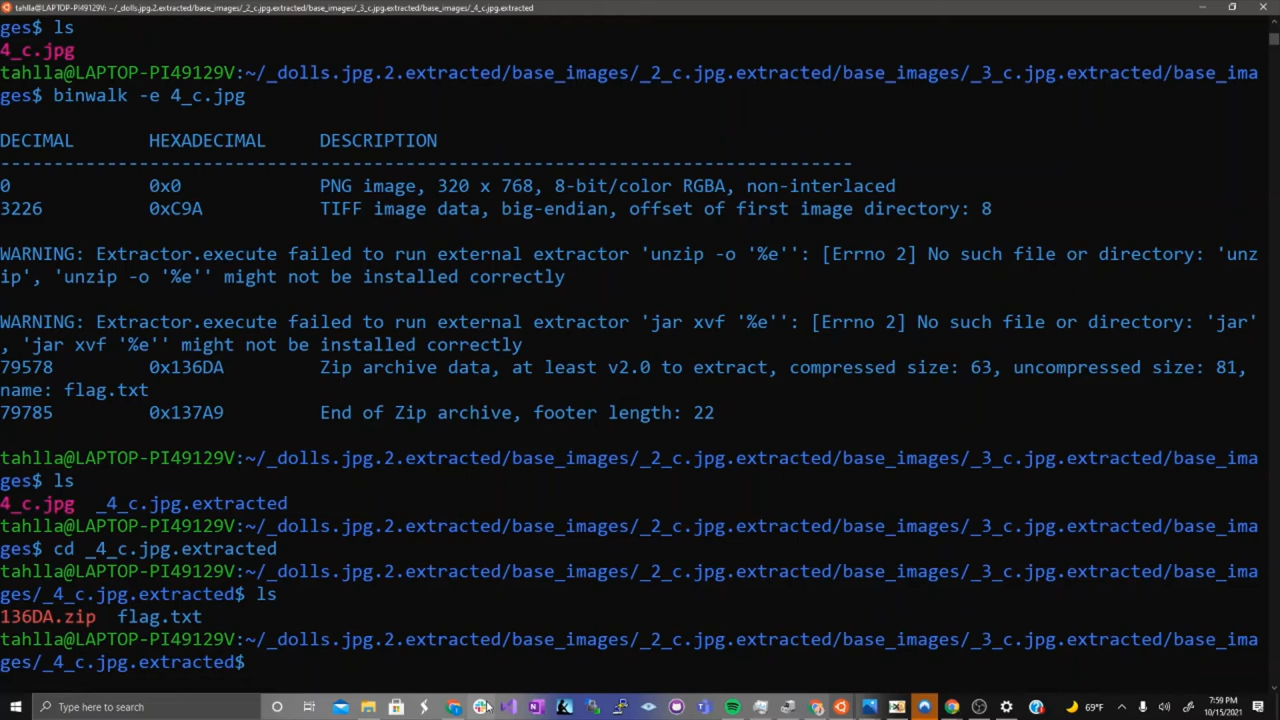 tahlla@LAPTOP-PI49129V: ~/_dolls.jpg.2.extracted/base_images/_2_c.jpg.extracted/base_images/_3_c.jpg.extracted/base_images/_4_c.jpg.extracted
ges$ ls
4_c.jpg
tahlla@LAPTOP-PI49129V:~/_dolls.jpg.2.extracted/base_images/_2_c.jpg.extracted/base_images/_3_c.jpg.extracted/base_ima
ges$ binwalk -e 4_c.jpg
DECIMAL HEXADECIMAL DESCRIPTION
--------------------------------------------------------------------------------
0 0x0 PNG image, 320 x 768, 8-bit/color RGBA, non-interlaced
3226 0xC9A TIFF image data, big-endian, offset of first image directory: 8
WARNING: Extractor.execute failed to run external extractor 'unzip -o '%e'': [Errno 2] No such file or directory: 'unz
ip', 'unzip -o '%e'' might not be installed correctly
WARNING: Extractor.execute failed to run external extractor 'jar xvf '%e'': [Errno 2] No such file or directory: 'jar'
, 'jar xvf '%e'' might not be installed correctly
79578 0x136DA Zip archive data, at least v2.0 to extract, compressed size: 63, uncompressed size: 81,
name: flag.txt
79785 0x137A9 End of Zip archive, footer length: 22
tahlla@LAPTOP-PI49129V:~/_dolls.jpg.2.extracted/base_images/_2_c.jpg.extracted/base_images/_3_c.jpg.extracted/base_ima
ges$ ls
4_c.jpg _4_c.jpg.extracted
tahlla@LAPTOP-PI49129V:~/_dolls.jpg.2.extracted/base_images/_2_c.jpg.extracted/base_images/_3_c.jpg.extracted/base_ima
ges$ cd _4_c.jpg.extracted
tahlla@LAPTOP-PI49129V:~/_dolls.jpg.2.extracted/base_images/_2_c.jpg.extracted/base_images/_3_c.jpg.extracted/base_ima
ges/_4_c.jpg.extracted$ ls
136DA.zip flag.txt
tahlla@LAPTOP-PI49129V:~/_dolls.jpg.2.extracted/base_images/_2_c.jpg.extracted/base_images/_3_c.jpg.extracted/base_ima
ges/_4_c.jpg.extracted$
Type here to search
69°F
7:59 PM
10/15/2021